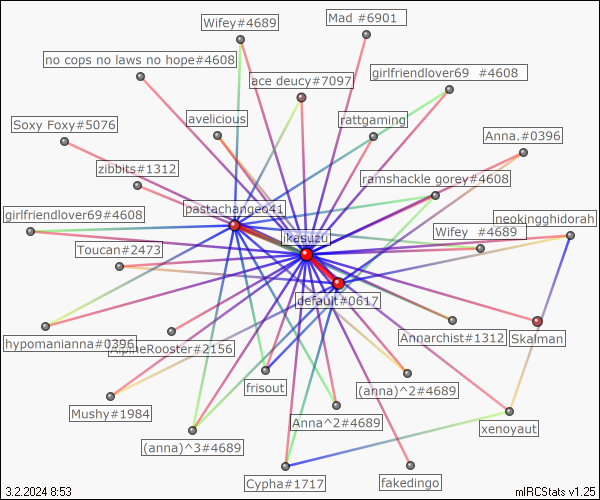 Mad #6901
Wifey#4689
no cops no laws no hope#4608
girlfriendlover69 #4608
ace deucy#7097
avelicious
rattgaming
Soxy Foxy#5076
Anna.#0396
zibbits#1312
ramshackle gorey#4608
pastachangeo41
girlfriendlover69#4608
neokingghidorah
Wifey #4689
ikasuzo
Toucan#2473
default#0617
Annarchist#1312
Skalman
hypomanianna#0396
AlpineRooster#2156
frisout
(anna)^2#4689
Mushy#1984
Anna^2#4689
xenoyaut
(anna)^3#4689
Cypha#1717
fakedingo
3.2.2024 8:53
mIRCStats v1.25